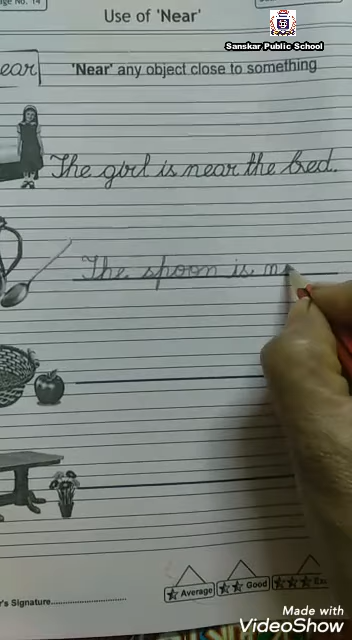 Use of 'Near'
Sanskar Public School
ear
'Near' any object close to something
The girl is near the bed.
The spoon is n
's Signature
Average
Good
Made with
VideoShow